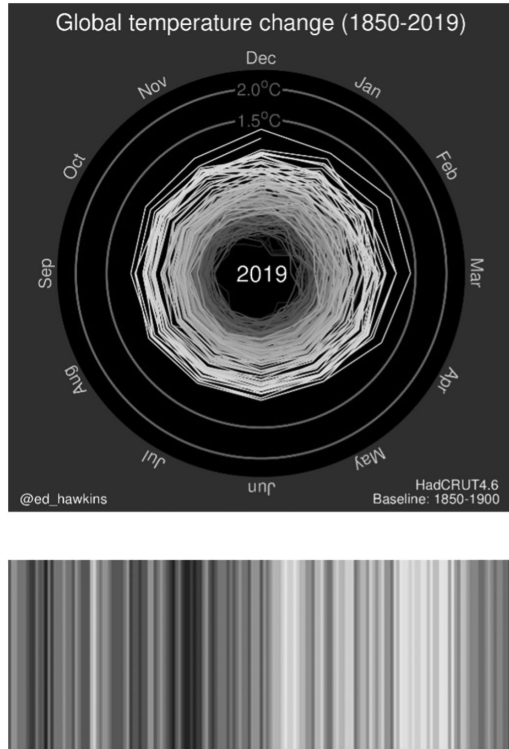 Global temperature change (1850-2019)
Dec
Nov
Jan
2.0°C
1.5°C
Oct
Feb
Sep
2019
Mar
Aug
Apr
Jul
May
Jun
HadCRUT4.6
@ed_hawkins
Baseline: 1850-1900